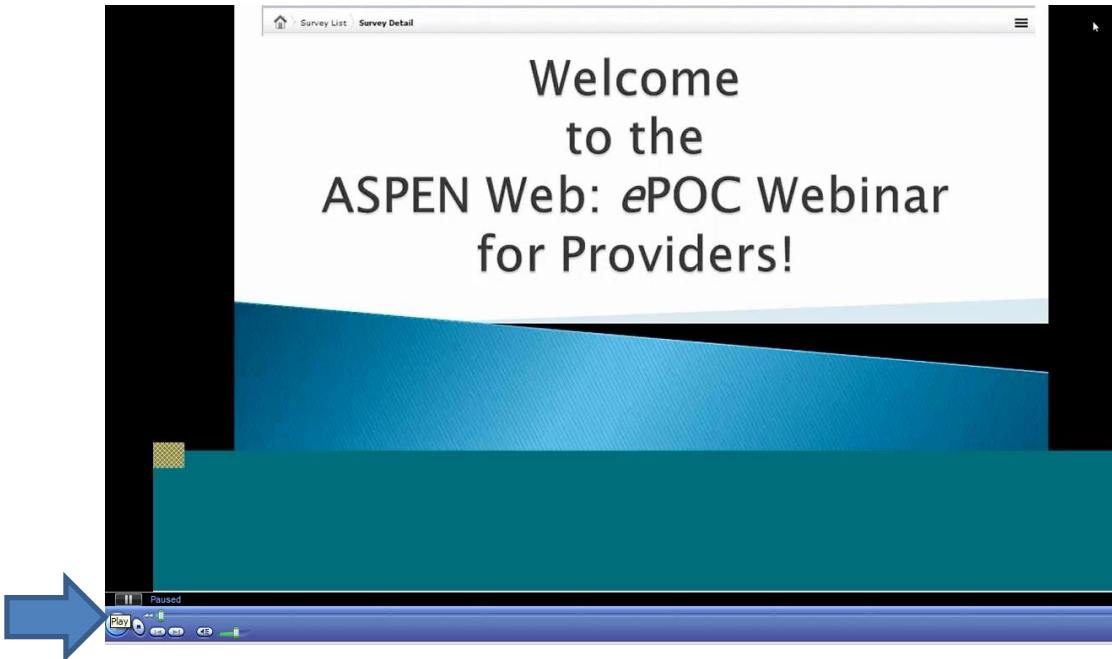 Survey List Survey Detail
Welcome
to the
ASPEN Web: ePOC Webinar
for Providers!
Paused
Play